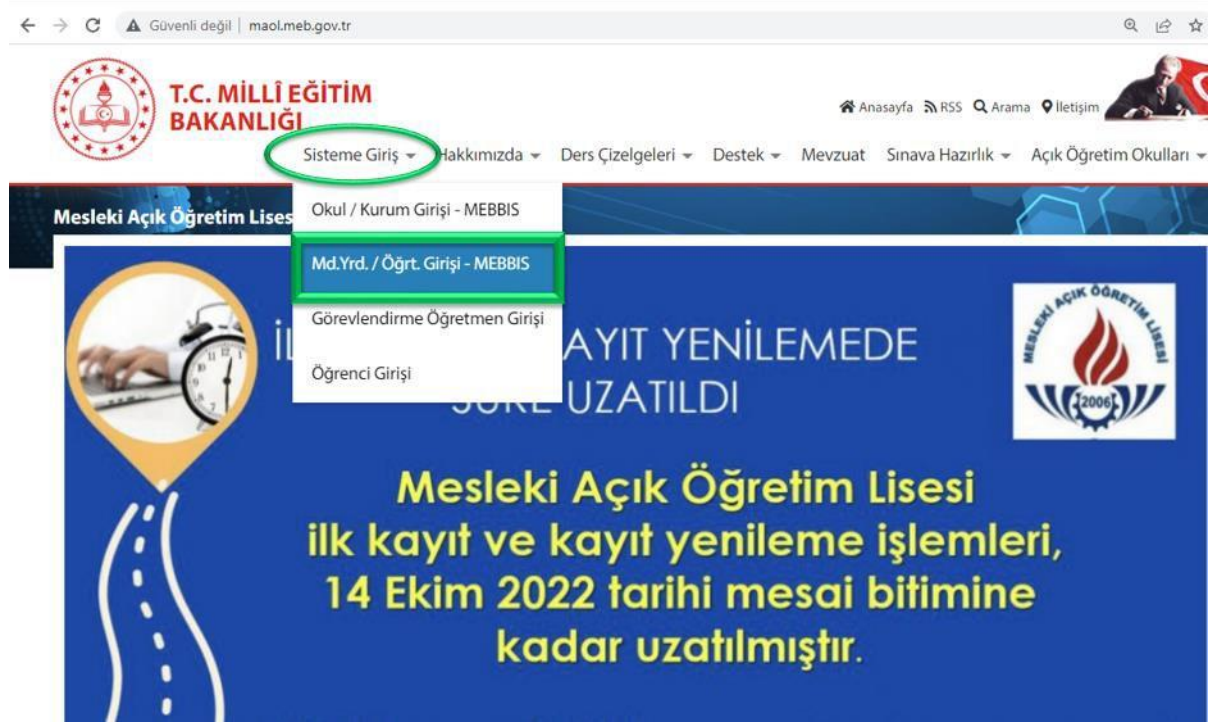 Güvenli değil | maol.meb.gov.tr
T.C. MİLLÎ EĞİTİM
BAKANLIĞI
Anasayfa RSS Arama İletişim
Sisteme Giriş Hakkımızda Ders Çizelgeleri Destek Mevzuat Sınava Hazırlık Açık Öğretim Okulları
Mesleki Açık Öğretim Lises
Okul / Kurum Girişi - MEBBIS
Md.Yrd. / Öğrt. Girişi - MEBBIS
Görevlendirme Öğretmen Girişi
Öğrenci Girişi
AYIT YENİLEMEDE
UZATILDI
MESLEKİ AÇIK ÖĞRETİM LİSESİ
2006
Mesleki Açık Öğretim Lisesi
ilk kayıt ve kayıt yenileme işlemleri,
14 Ekim 2022 tarihi mesai bitimine
kadar uzatılmıştır.